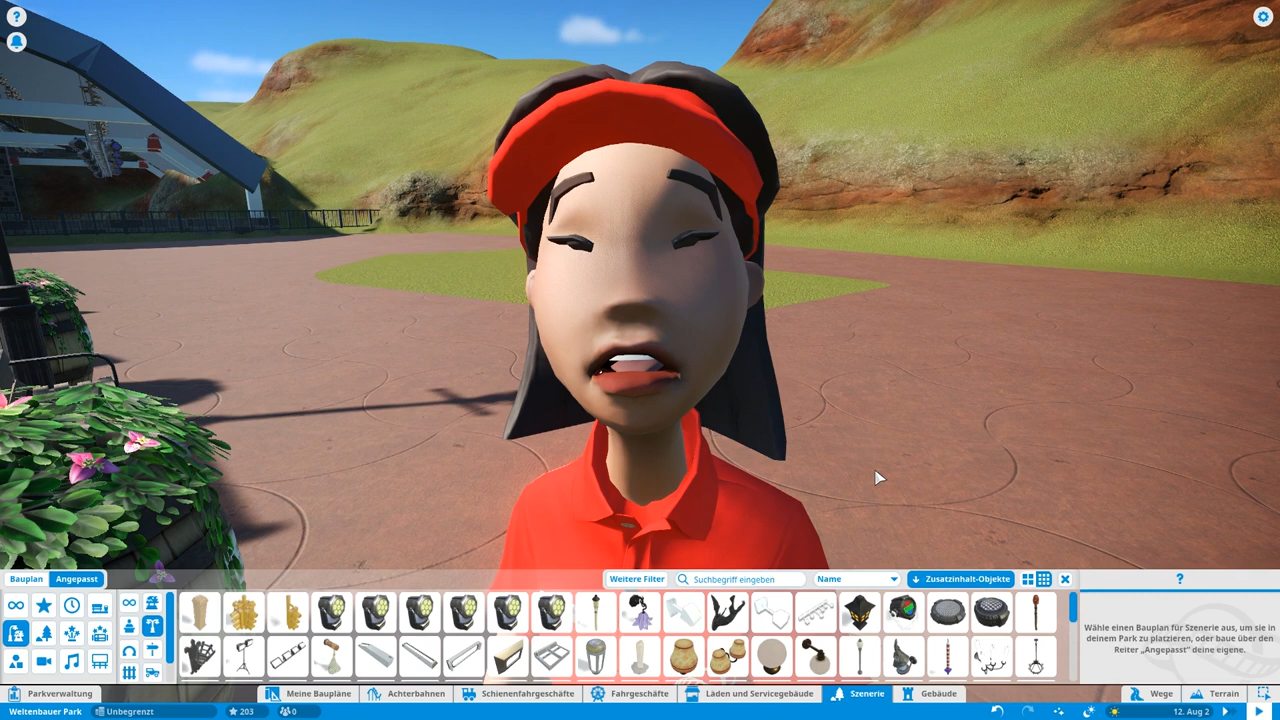 ?
Bauplan
Angepasst
Weitere Filter
Suchbegriff eingeben
Name
Zusatzinhalt-Objekte
?
Wähle einen Bauplan für Szenerie aus, um sie in
deinem Park zu platzieren, oder baue über den
Reiter „Angepasst" deine eigene.
Parkverwaltung
Meine Baupläne
Achterbahnen
Schienenfahrgeschäfte
Fahrgeschäfte
Läden und Servicegebäude
Szenerie
Gebäude
Wege
Terrain
Weltenbauer Park
Unbegrenzt
203
0
12. Aug 2